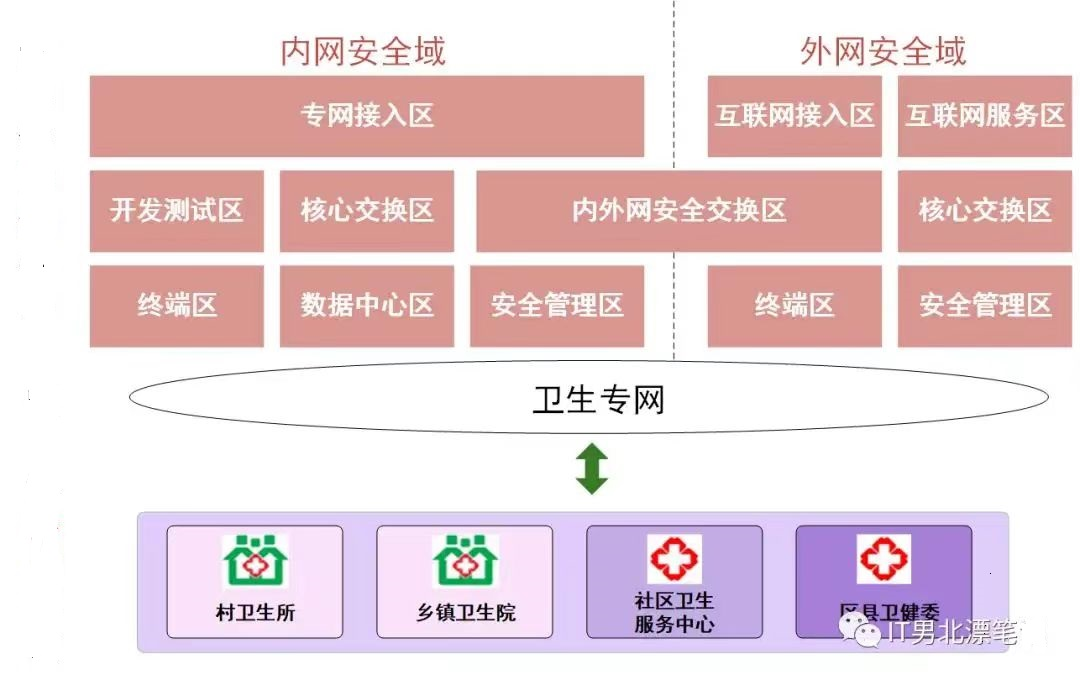 内网安全域
外网安全域
专网接入区
互联网接入区
互联网服务区
开发测试区
核心交换区
内外网安全交换区
核心交换区
终端区
数据中心区
安全管理区
终端区
安全管理区
卫生专网
村卫生所
乡镇卫生院
社区卫生
服务中心
区县卫健委
IT男北漂笔